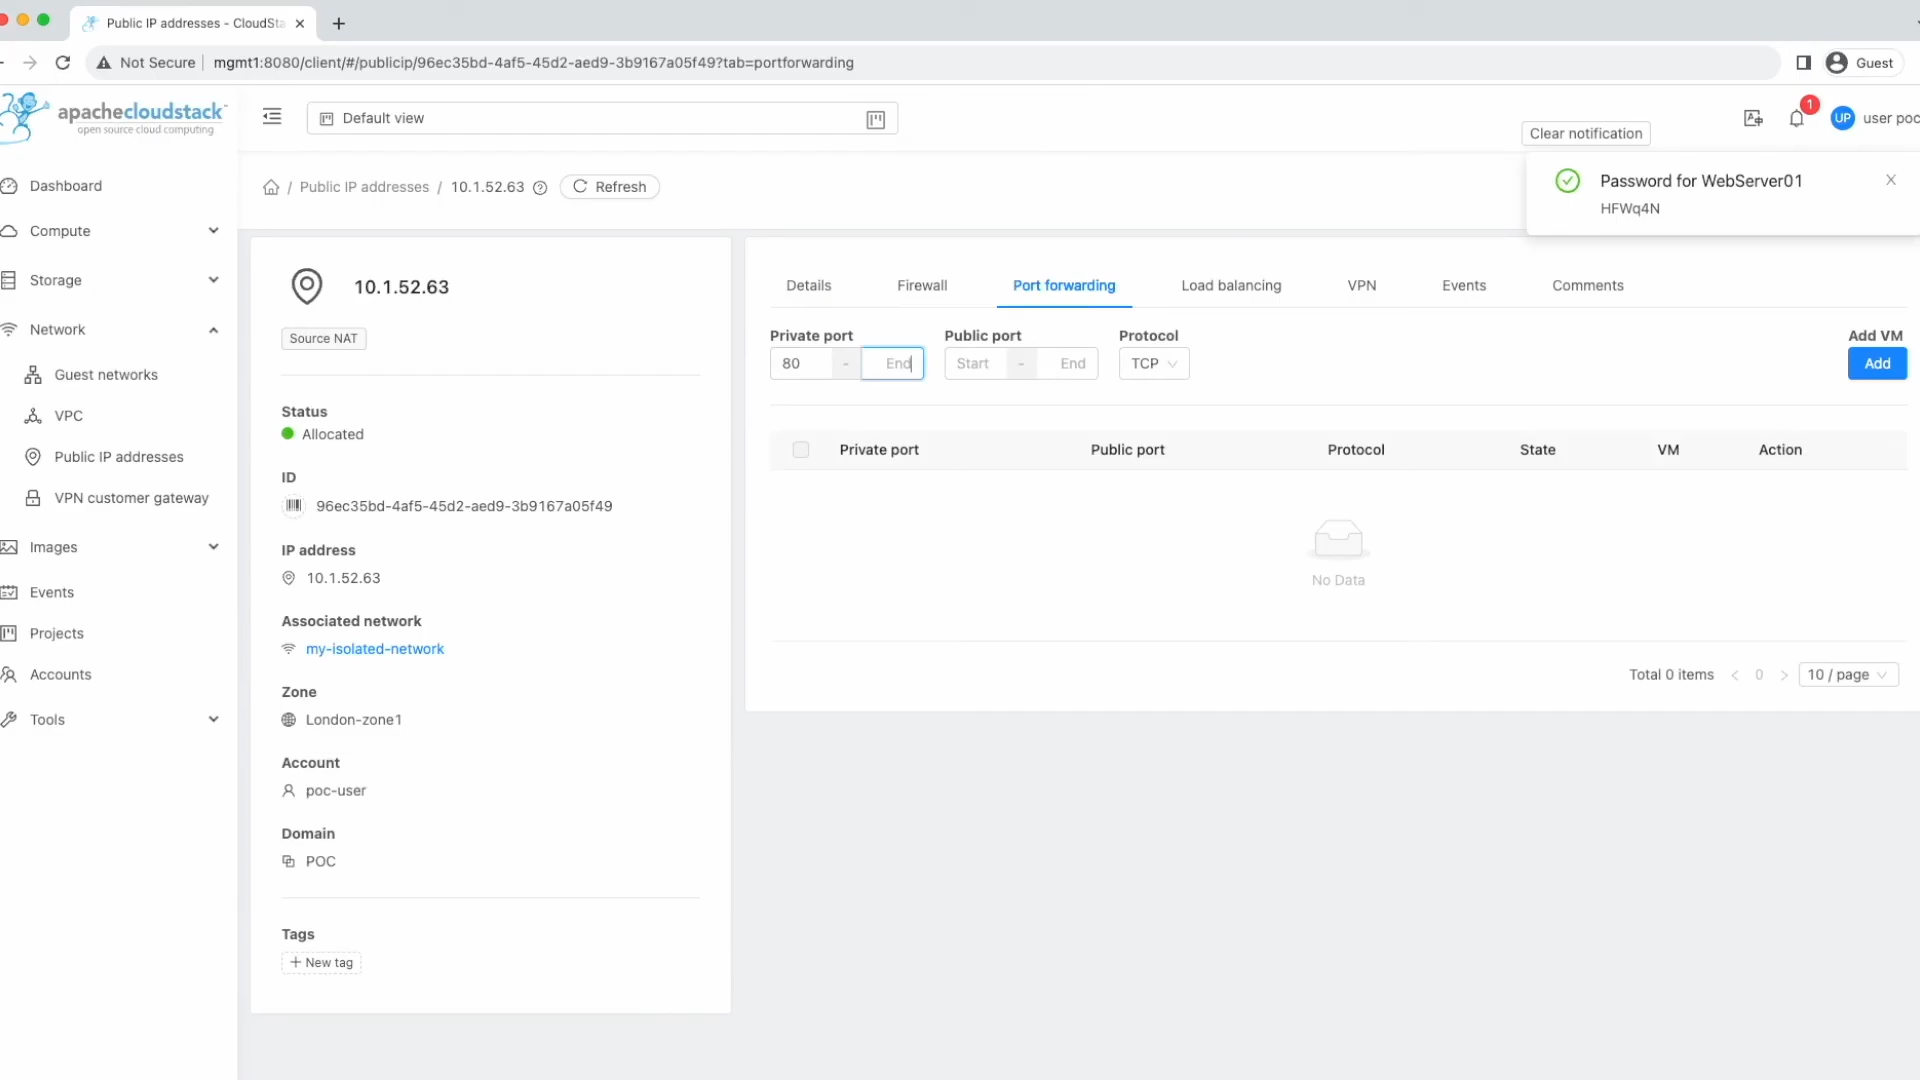 Public IP addresses - CloudSta
Not Secure
mgmt1:8080/client/#/publicip/96ec35bd-4af5-45d2-aed9-3b9167a05f49?tab=portforwarding
Guest
apachecloudstack
open source cloud computing
Default view
Clear notification
1
UP
user poc
Public IP addresses / 10.1.52.63
Refresh
Password for WebServer01
HFWq4N
Dashboard
Compute
Storage
Network
Guest networks
VPC
Public IP addresses
VPN customer gateway
Images
Events
Projects
Accounts
Tools
10.1.52.63
Source NAT
Status
Allocated
ID
96ec35bd-4af5-45d2-aed9-3b9167a05f49
IP address
10.1.52.63
Associated network
my-isolated-network
Zone
London-zone1
Account
poc-user
Domain
POC
Tags
+ New tag
Details Firewall Port forwarding Load balancing VPN Events Comments
Private port Public port Protocol Add VM
80 - End Start - End TCP Add
Private port Public port Protocol State VM Action
No Data
Total 0 items < 0 > 10 / page